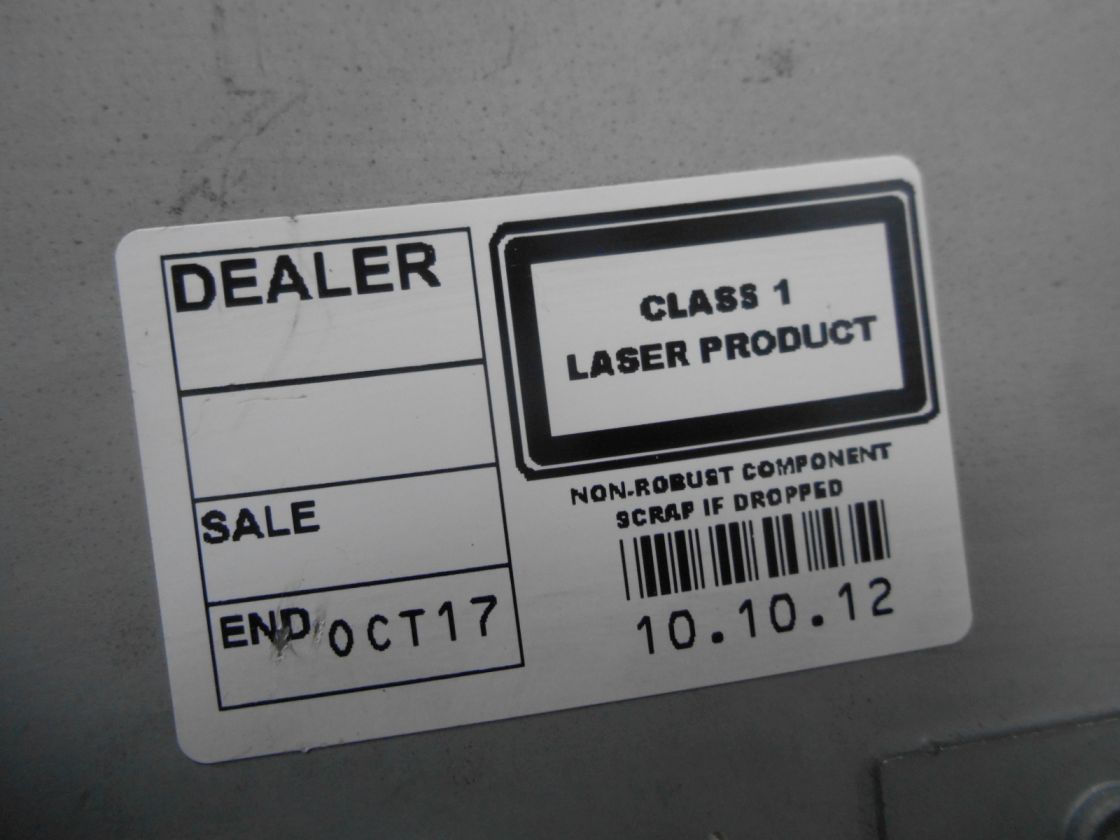 DEALER
SALE
END OCT17
CLASS 1
LASER PRODUCT
NON-ROBUST COMPONENT
SCRAP IF DROPPED
10.10.12